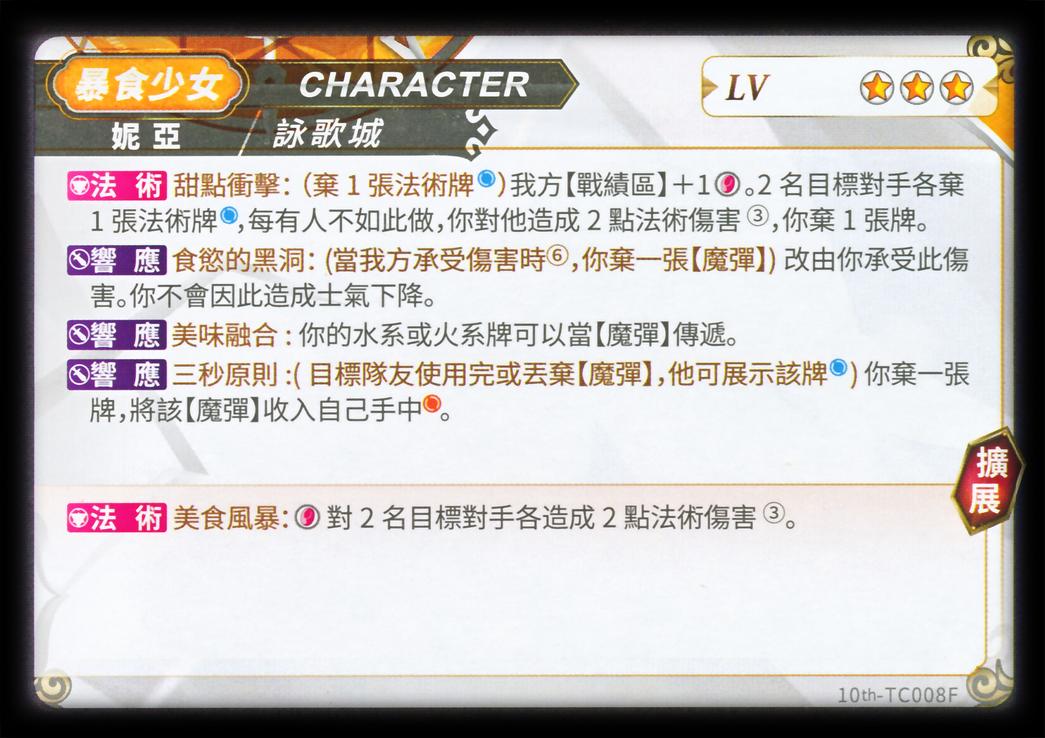 暴食少女 CHARACTER LV
妮亞 / 詠歌城
法術 甜點衝擊：（棄 1 張法術牌）我方【戰績區】＋1。2 名目標對手各棄
1 張法術牌，每有人不如此做，你對他造成 2 點法術傷害③，你棄 1 張牌。
響應 食慾的黑洞：(當我方承受傷害時⑥，你棄一張【魔彈】) 改由你承受此傷
害。你不會因此造成士氣下降。
響應 美味融合：你的水系或火系牌可以當【魔彈】傳遞。
響應 三秒原則：( 目標隊友使用完或丟棄【魔彈】，他可展示該牌) 你棄一張
牌，將該【魔彈】收入自己手中。
擴展
法術 美食風暴： 對 2 名目標對手各造成 2 點法術傷害 ③。
10th-TC008F